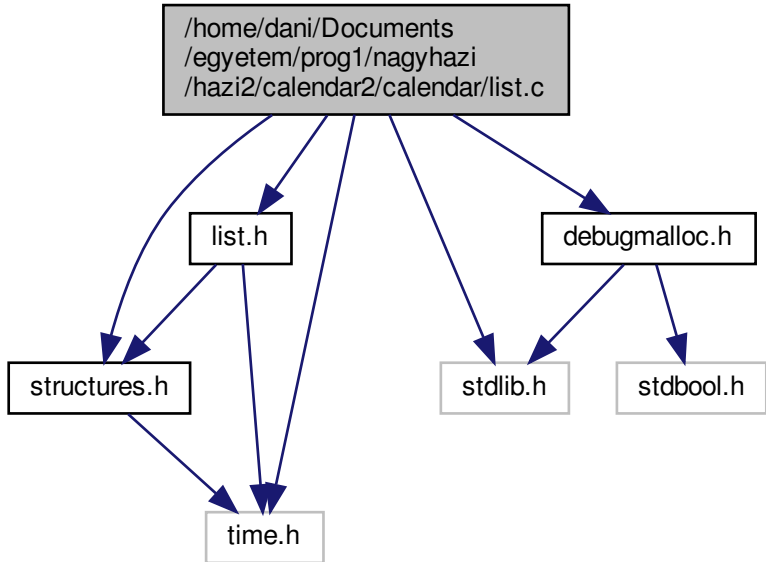 /home/dani/Documents
/egyetem/prog1/nagyhazi
/hazi2/calendar2/calendar/list.c
list.h
debugmalloc.h
structures.h
stdlib.h
stdbool.h
time.h